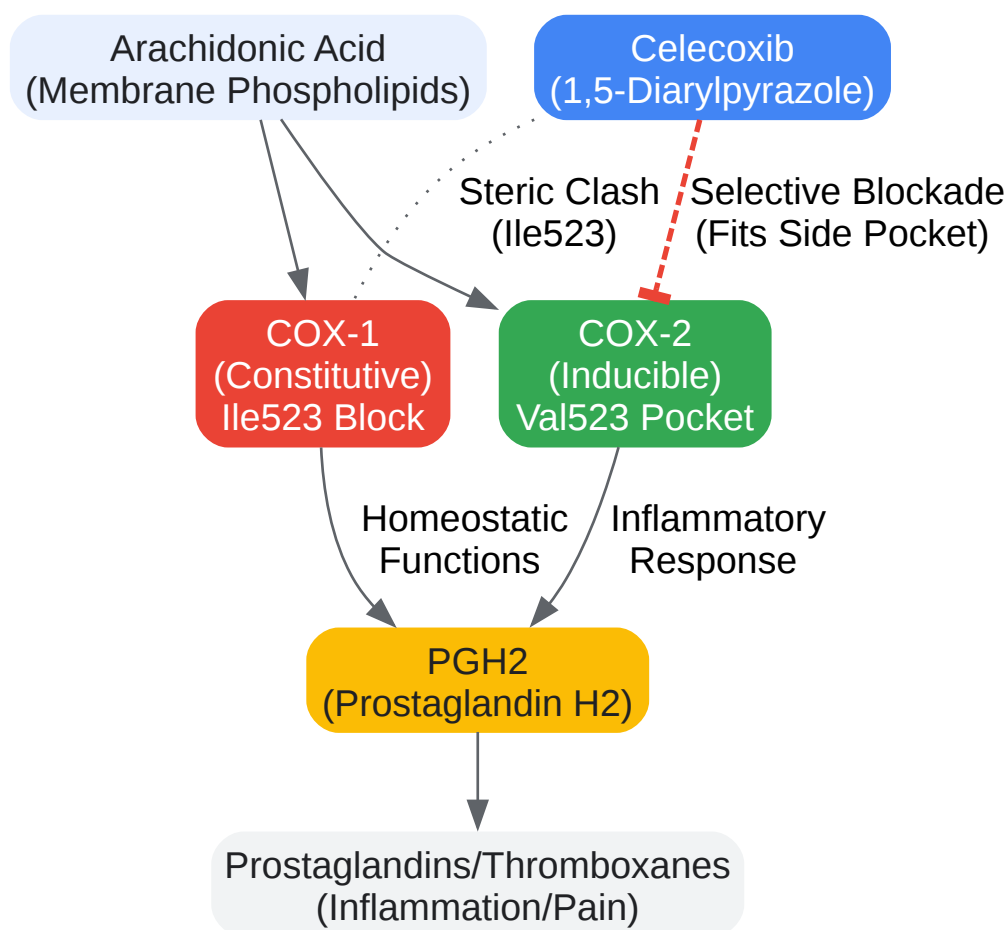 Arachidonic Acid
(Membrane Phospholipids)
Celecoxib
(1,5-Diarylpyrazole)
Steric Clash
(Ile523)
Selective Blockade
(Fits Side Pocket)
COX-1
(Constitutive)
Ile523 Block
COX-2
(Inducible)
Val523 Pocket
Homeostatic
Functions
Inflammatory
Response
PGH2
(Prostaglandin H2)
Prostaglandins/Thromboxanes
(Inflammation/Pain)